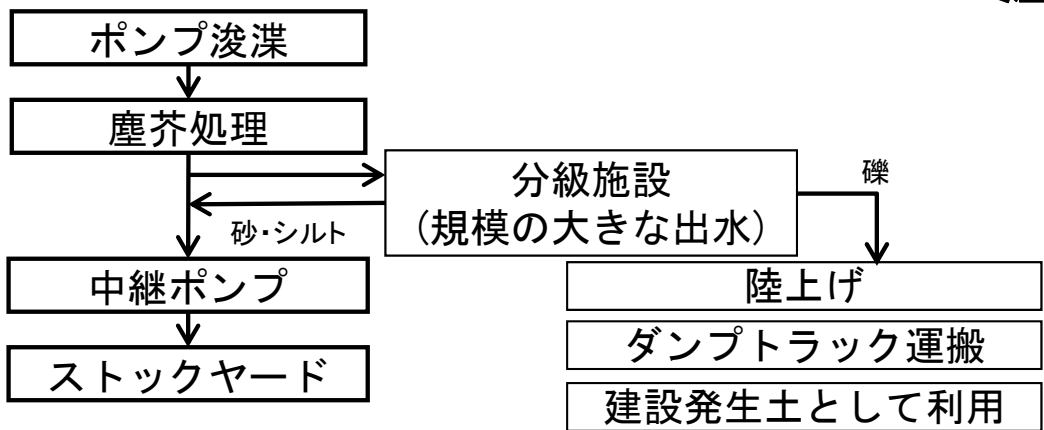 ポンプ浚渫
塵芥処理
分級施設
(規模の大きな出水)
礫
砂・シルト
中継ポンプ
陸上げ
ストックヤード
ダンプトラック運搬
建設発生土として利用